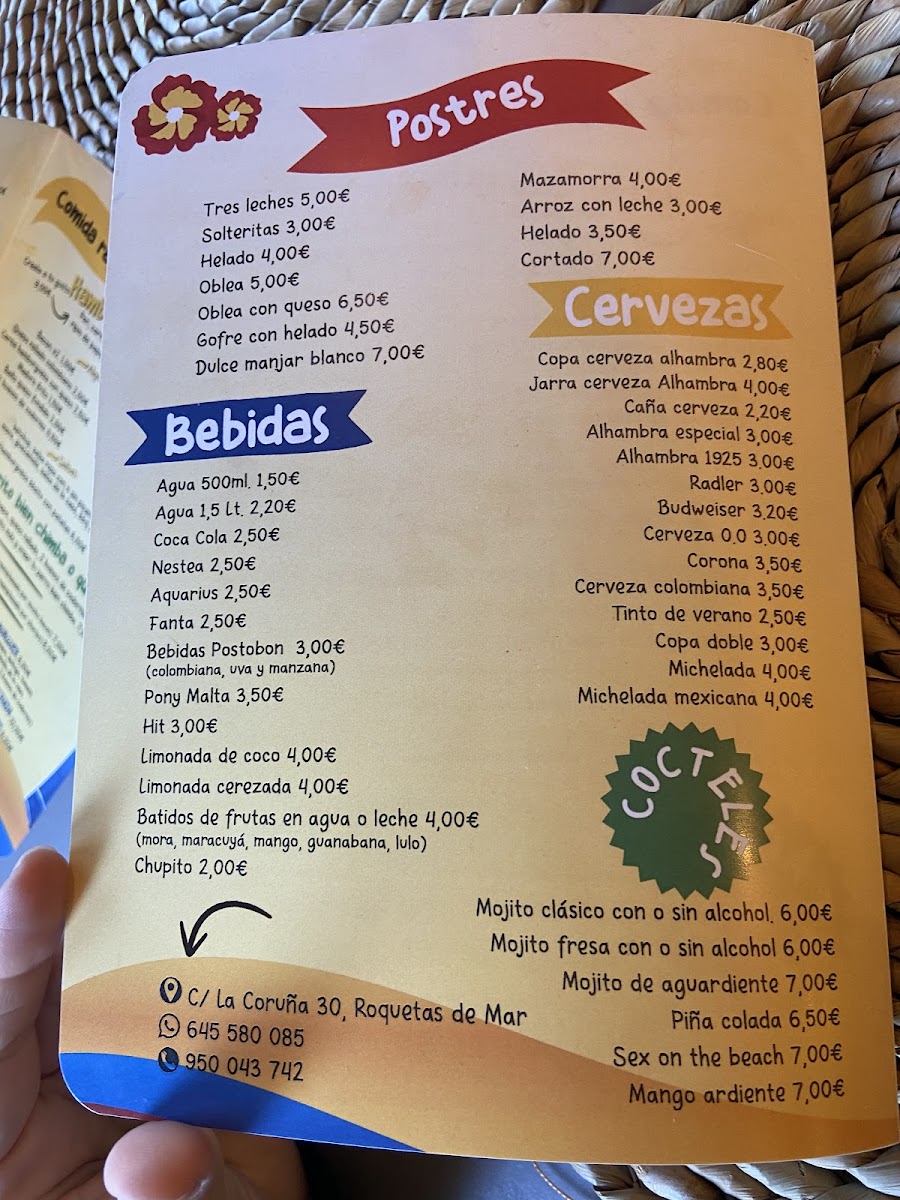 Postres
Tres leches 5,00€
Solteritas 3,00€
Helado 4,00€
Oblea 5,00€
Oblea con queso 6,50€
Gofre con helado 4,50€
Dulce manjar blanco 7,00€
Mazamorra 4,00€
Arroz con leche 3,00€
Helado 3,50€
Cortado 7,00€
Bebidas
Agua 500ml. 1,50€
Agua 1,5 Lt. 2,20€
Coca Cola 2,50€
Nestea 2,50€
Aquarius 2,50€
Fanta 2,50€
Bebidas Postobon 3,00€
(colombiana, uva y manzana)
Pony Malta 3,50€
Hit 3,00€
Limonada de coco 4,00€
Limonada cerezada 4,00€
Batidos de frutas en agua o leche 4,00€
(mora, maracuyá, mango, guanabana, lulo)
Chupito 2,00€
Cervezas
Copa cerveza alhambra 2,80€
Jarra cerveza Alhambra 4,00€
Caña cerveza 2,20€
Alhambra especial 3,00€
Alhambra 1925 3.00€
Radler 3.00€
Budweiser 3.20€
Cerveza 0.0 3.00€
Corona 3,50€
Cerveza colombiana 3,50€
Tinto de verano 2,50€
Copa doble 3,00€
Michelada 4,00€
Michelada mexicana 4,00€
COCTELES
Mojito clásico con o sin alcohol. 6,00€
Mojito fresa con o sin alcohol 6,00€
Mojito de aguardiente 7,00€
Piña colada 6,50€
Sex on the beach 7,00€
Mango ardiente 7,00€
C/ La Coruña 30, Roquetas de Mar
645 580 085
950 043 742
Comida